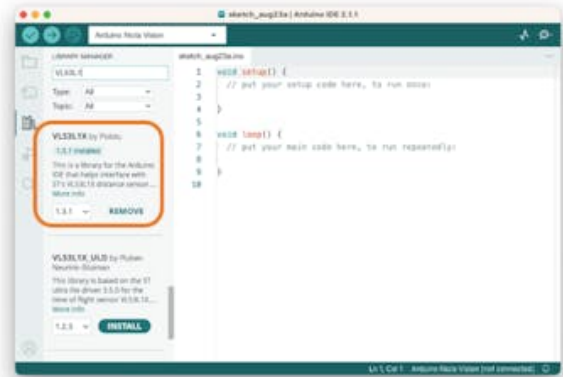 sketch_aug23a | Arduino IDE 2.1.1
Arduino Nicla Vision
LIBRARY MANAGER
VL53L1
Type: All
Topic: All
VL53L1X by Pololu
1.3.1 installed
This is a library for the Arduino
IDE that helps interface with
ST's VL53L1X distance sensor ...
More info
1.3.1
REMOVE
VL53L1X_ULD by Ruben
This library is based on the ST
ultra lite driver 3.5.0 for the
time of flight sensor VL53L1X...
More info
1.2.3
INSTALL
sketch_aug23a.ino
1 void setup() {
2 // put your setup code here, to run once:
3
4 }
5
6 void loop() {
7 // put your main code here, to run repeatedly:
8
9 }
10
Ln 1, Col 1 Arduino Nicla Vision [not connected]